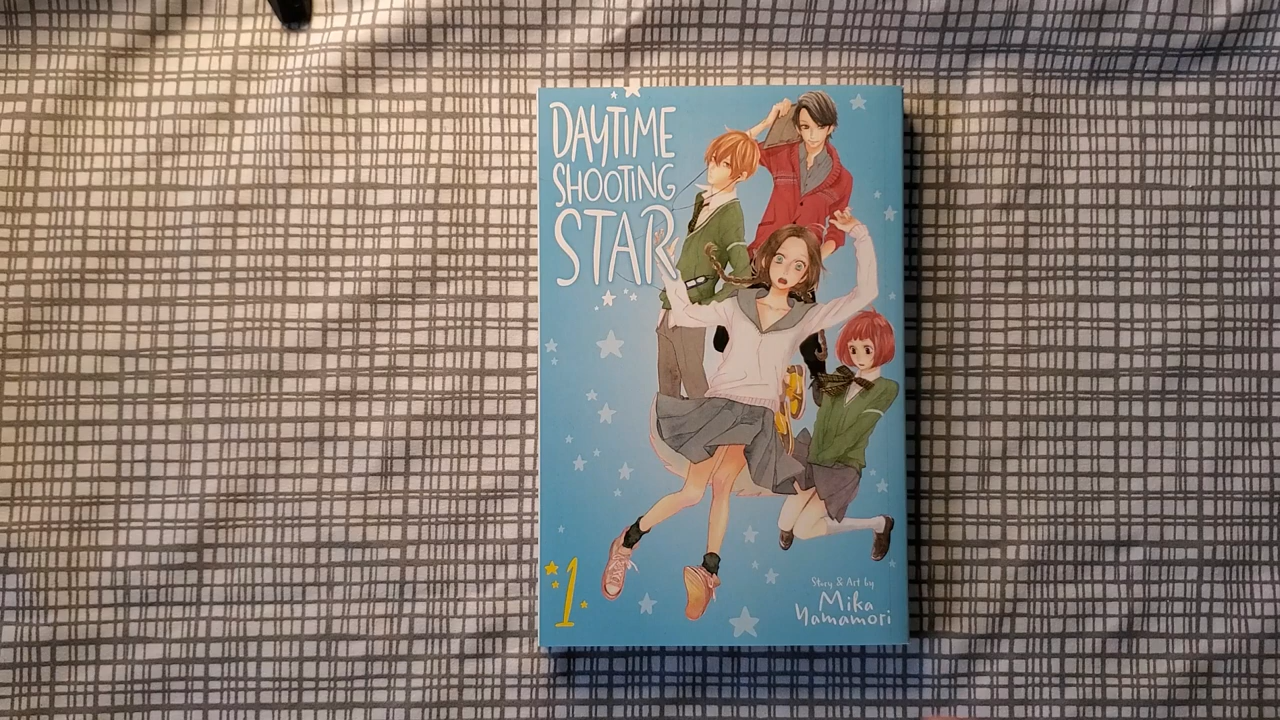 DAYTIME
SHOOTING
STAR
1
Story & Art by
Mika
Yamamori